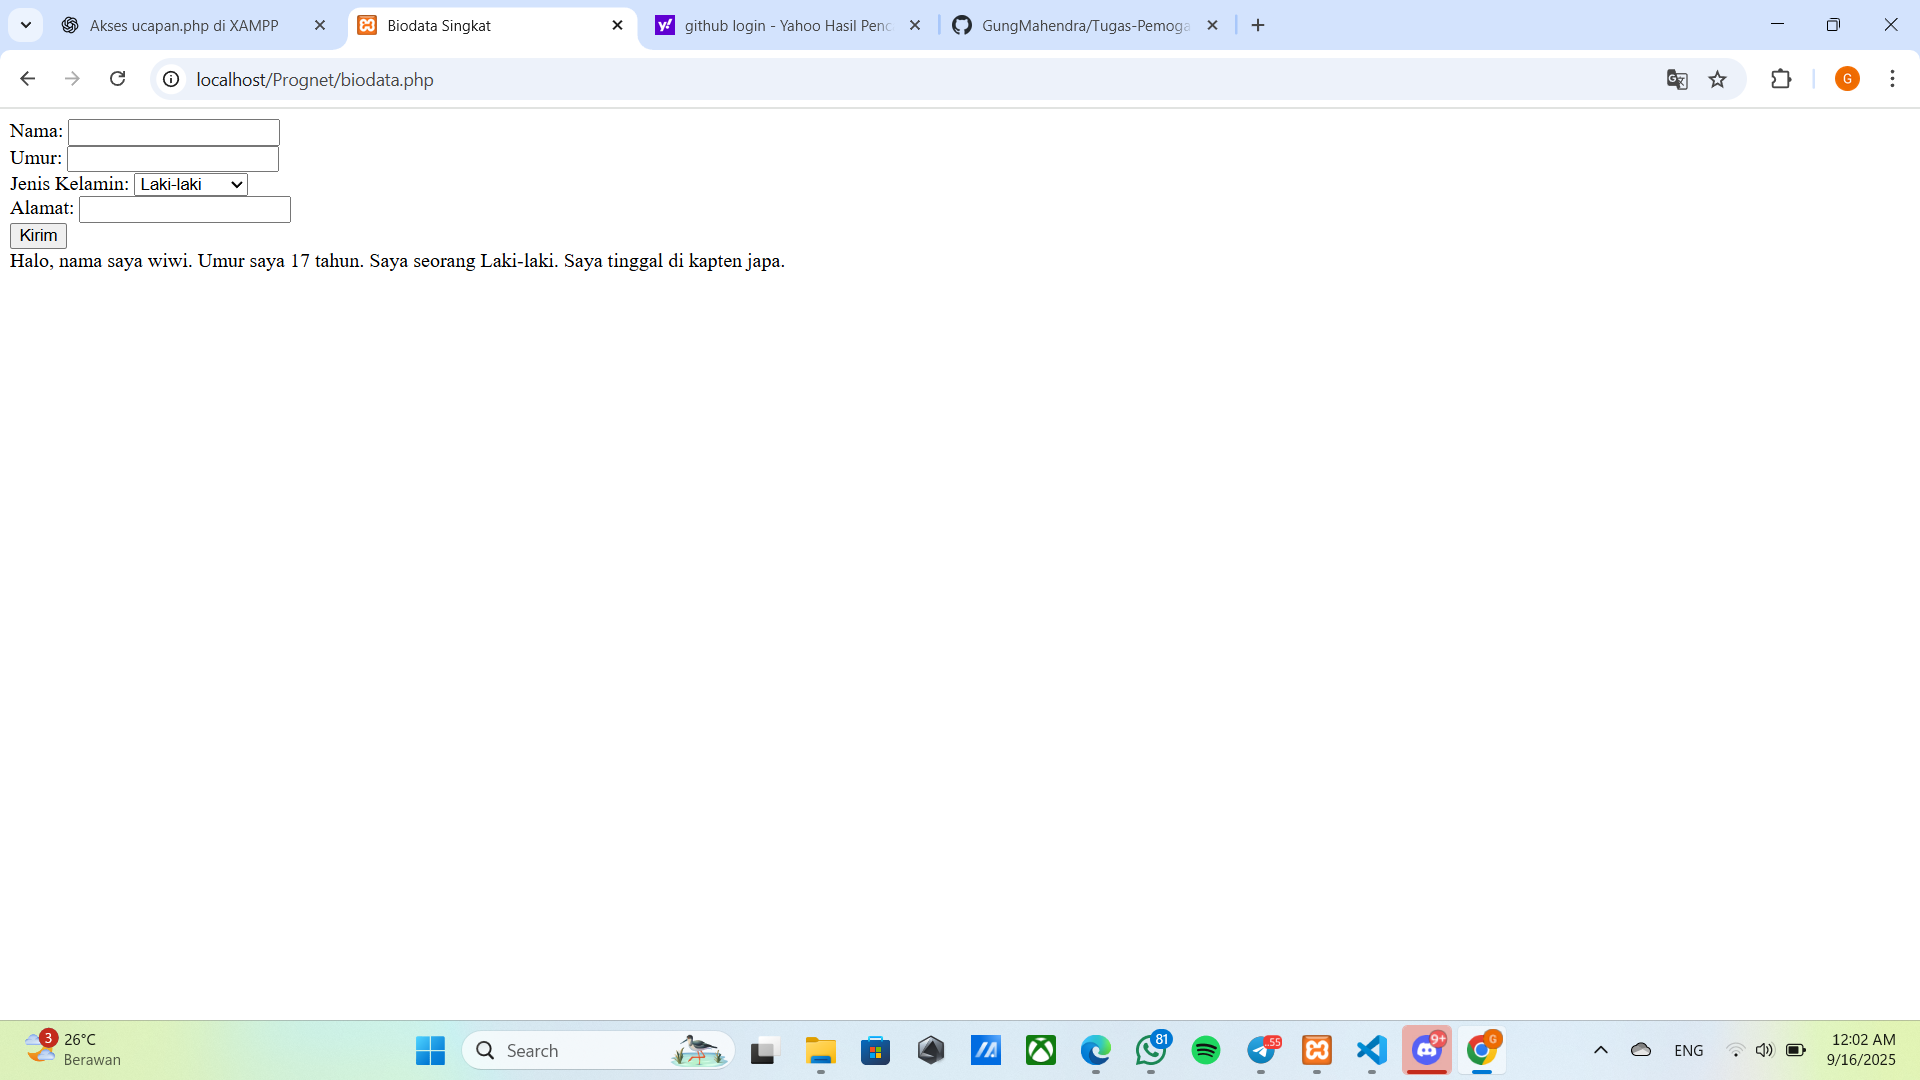 Akses ucapan.php di XAMPP
Biodata Singkat
github login - Yahoo Hasil Penc
GungMahendra/Tugas-Pemoga
localhost/Prognet/biodata.php
G
Nama:
Umur:
Jenis Kelamin: Laki-laki
Alamat:
Kirim
Halo, nama saya wiwi. Umur saya 17 tahun. Saya seorang Laki-laki. Saya tinggal di kapten japa.
3
26°C
Berawan
Search
81
..55
9+
G
ENG
12:02 AM
9/16/2025